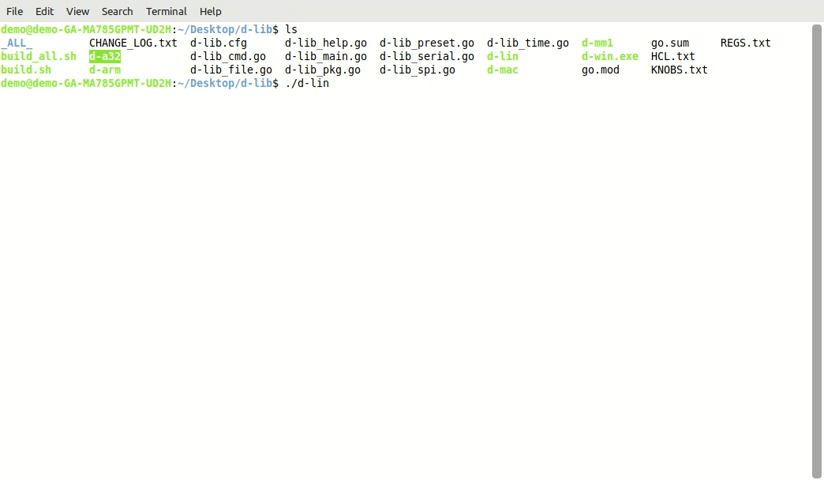 File Edit View Search Terminal Help
demo@demo-GA-MA785GPMT-UD2H:~/Desktop/d-lib$ ls
_ALL_ CHANGE_LOG.txt d-lib.cfg d-lib_help.go d-lib_preset.go d-lib_time.go d-mm1 go.sum REGS.txt
build_all.sh d-a32 d-lib_cmd.go d-lib_main.go d-lib_serial.go d-lin d-win.exe HCL.txt
build.sh d-arm d-lib_file.go d-lib_pkg.go d-lib_spi.go d-mac go.mod KNOBS.txt
demo@demo-GA-MA785GPMT-UD2H:~/Desktop/d-lib$ ./d-lin